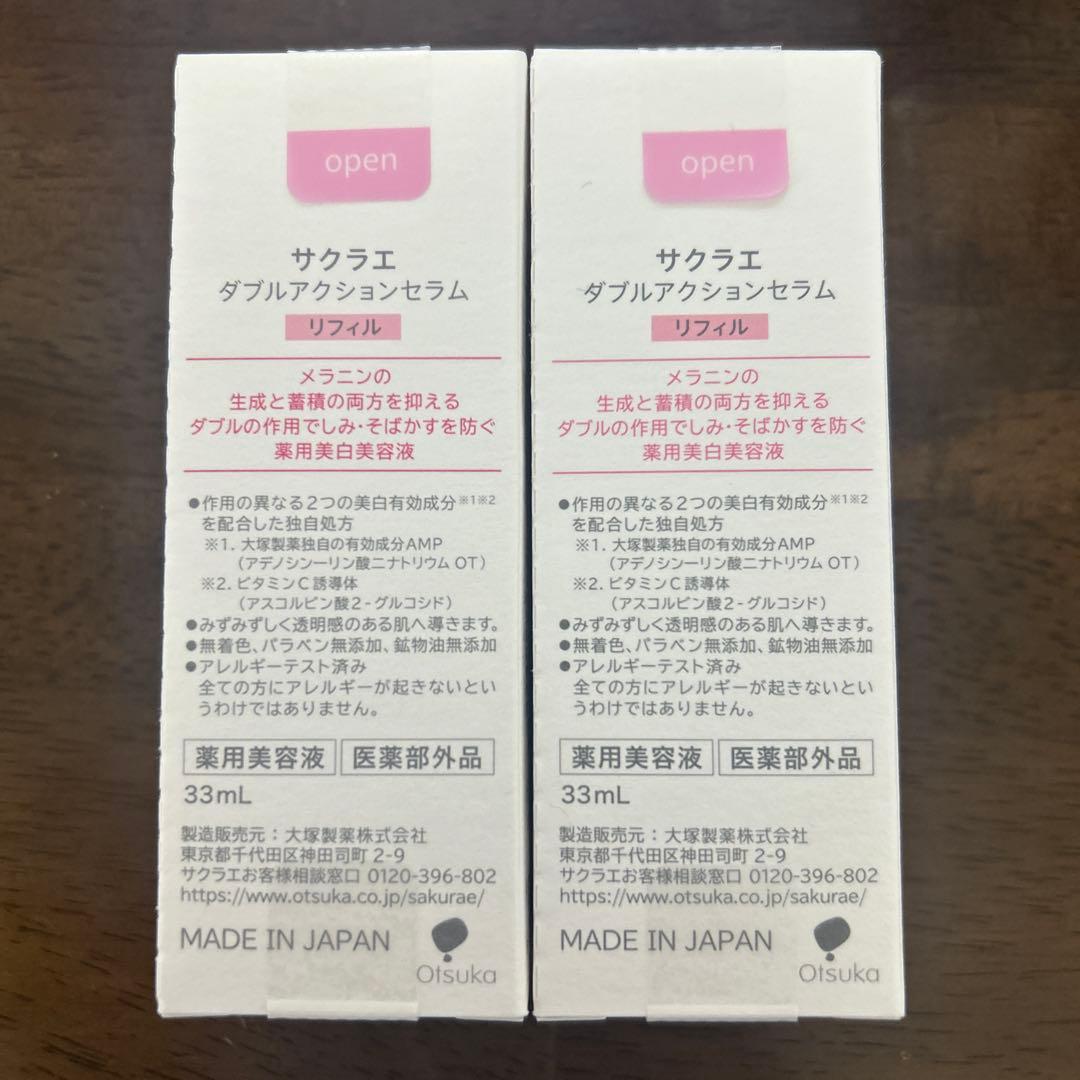 open
サクラエ
ダブルアクションセラム
リフィル
メラニンの
生成と蓄積の両方を抑える
ダブルの作用でしみ・そばかすを防ぐ
薬用美白美容液
●作用の異なる2つの美白有効成分※1※2
を配合した独自処方
※1. 大塚製薬独自の有効成分AMP
（アデノシン一リン酸二ナトリウム OT）
※2. ビタミンC誘導体
（アスコルビン酸2-グルコシド）
●みずみずしく透明感のある肌へ導きます。
●無着色、パラベン無添加、鉱物油無添加
●アレルギーテスト済み
全ての方にアレルギーが起きないとい
うわけではありません。
薬用美容液 医薬部外品
33mL
製造販売元：大塚製薬株式会社
東京都千代田区神田司町 2-9
サクラエお客様相談窓口 0120-396-802
https://www.otsuka.co.jp/sakurae/
MADE IN JAPAN
Otsuka
open
サクラエ
ダブルアクションセラム
リフィル
メラニンの
生成と蓄積の両方を抑える
ダブルの作用でしみ・そばかすを防ぐ
薬用美白美容液
●作用の異なる2つの美白有効成分※1※2
を配合した独自処方
※1. 大塚製薬独自の有効成分AMP
（アデノシン一リン酸二ナトリウム OT）
※2. ビタミンC誘導体
（アスコルビン酸2-グルコシド）
●みずみずしく透明感のある肌へ導きます。
●無着色、パラベン無添加、鉱物油無添加
●アレルギーテスト済み
全ての方にアレルギーが起きないとい
うわけではありません。
薬用美容液 医薬部外品
33mL
製造販売元：大塚製薬株式会社
東京都千代田区神田司町 2-9
サクラエお客様相談窓口 0120-396-802
https://www.otsuka.co.jp/sakurae/
MADE IN JAPAN
Otsuka